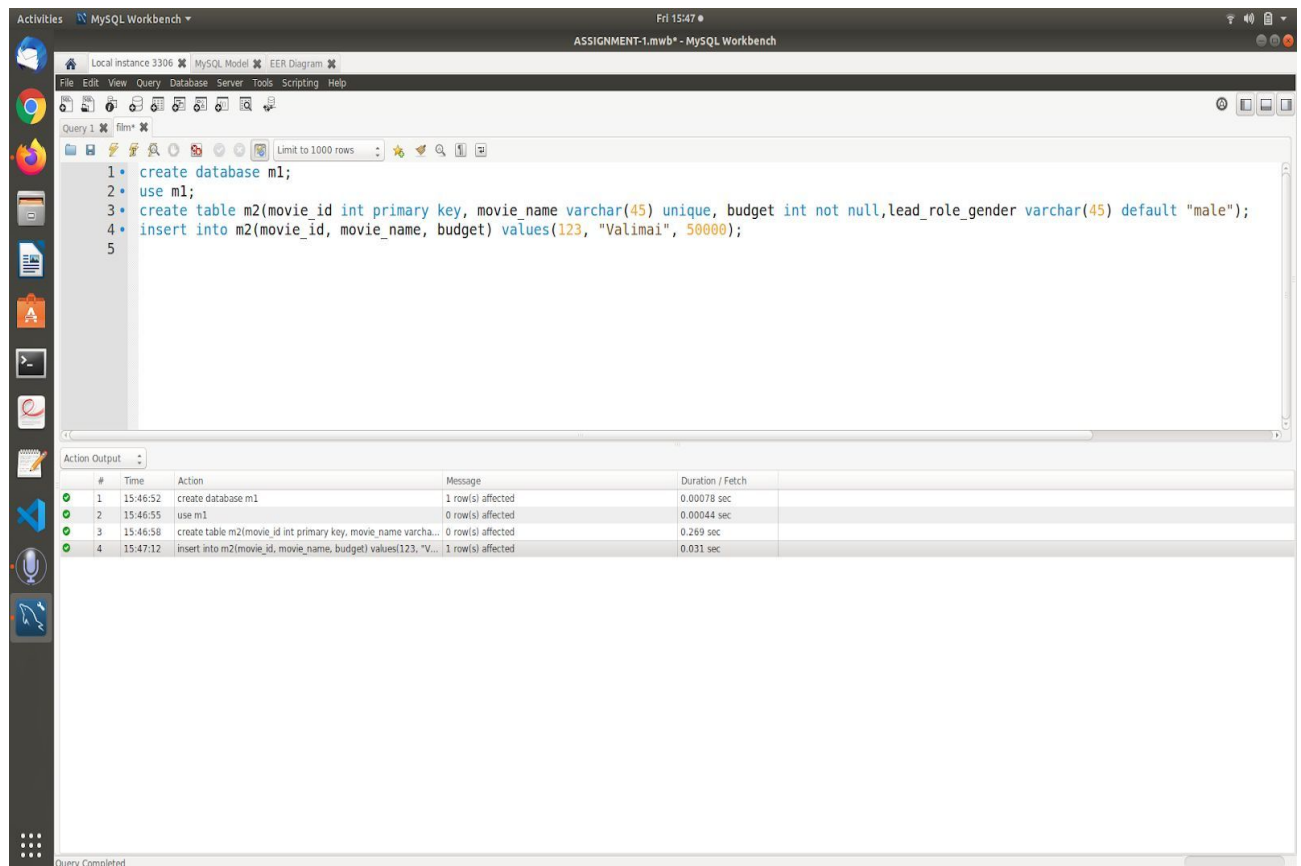 Activities MySQL Workbench Fri 15:47
ASSIGNMENT-1.mwb* - MySQL Workbench
Local instance 3306 MySQL Model EER Diagram
File Edit View Query Database Server Tools Scripting Help
Query 1 film*
Limit to 1000 rows
1 create database m1;
2 use m1;
3 create table m2(movie_id int primary key, movie_name varchar(45) unique, budget int not null,lead_role_gender varchar(45) default "male");
4 insert into m2(movie_id, movie_name, budget) values(123, "Valimai", 50000);
5
Action Output
# Time Action Message Duration / Fetch
1 15:46:52 create database m1 1 row(s) affected 0.00078 sec
2 15:46:55 use m1 0 row(s) affected 0.00044 sec
3 15:46:58 create table m2(movie_id int primary key, movie_name varcha... 0 row(s) affected 0.269 sec
4 15:47:12 insert into m2(movie_id, movie_name, budget) values(123, "V... 1 row(s) affected 0.031 sec
Query Completed